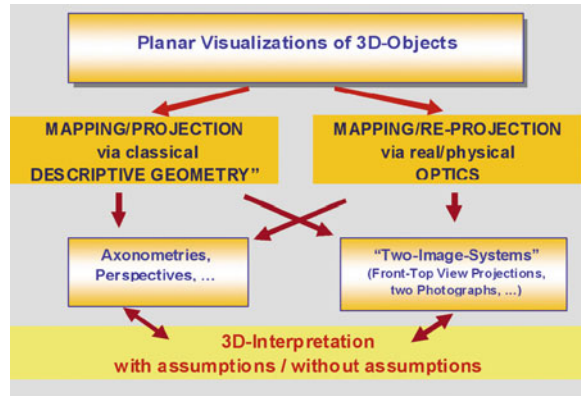 Planar Visualizations of 3D-Objects
MAPPING/PROJECTION
via classical
DESCRIPTIVE GEOMETRY”
MAPPING/RE-PROJECTION
via real/physical
OPTICS
Axonometries,
Perspectives, ...
“Two-Image-Systems”
(Front-Top View Projections,
two Photographs, ...)
3D-Interpretation
with assumptions / without assumptions